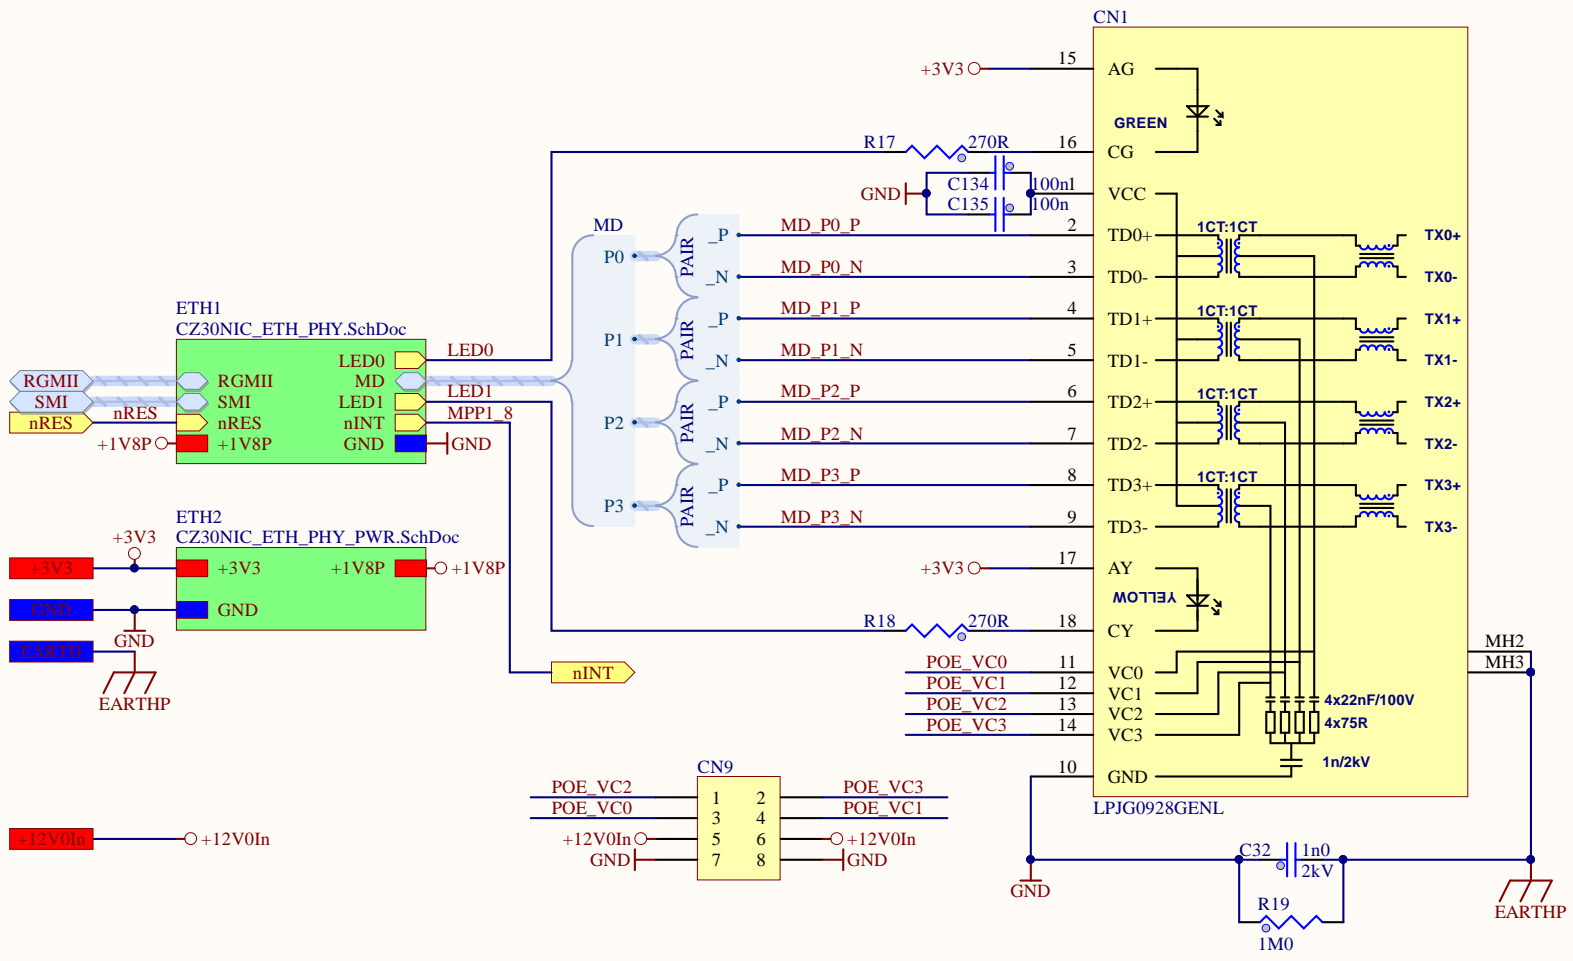 CN1
+3V3
15
AG
GREEN
R17
270R
16
CG
C134
100n
1
VCC
GND
C135
100n
MD
PAIR
_P
MD_P0_P
2
TD0+
1CT:1CT
TX0+
P0
_N
MD_P0_N
3
TD0-
TX0-
PAIR
_P
MD_P1_P
4
TD1+
1CT:1CT
TX1+
P1
_N
MD_P1_N
5
TD1-
TX1-
PAIR
_P
MD_P2_P
6
TD2+
1CT:1CT
TX2+
P2
_N
MD_P2_N
7
TD2-
TX2-
PAIR
_P
MD_P3_P
8
TD3+
1CT:1CT
TX3+
P3
_N
MD_P3_N
9
TD3-
TX3-
ETH1
CZ30NIC_ETH_PHY.SchDoc
LED0
LED0
RGMII
RGMII
MD
SMI
SMI
LED1
LED1
nRES
nRES
nRES
nINT
MPP1_8
+1V8P
+1V8P
GND
GND
ETH2
CZ30NIC_ETH_PHY_PWR.SchDoc
+3V3
+3V3
+3V3
+1V8P
+1V8P
GND
GND
GND
EARTH
EARTHP
nINT
+3V3
17
AY
YELLOW
R18
270R
18
CY
POE_VC0
11
VC0
POE_VC1
12
VC1
POE_VC2
13
VC2
POE_VC3
14
VC3
4x22nF/100V
4x75R
1n/2kV
10
GND
LPJG0928GENL
MH2
MH3
CN9
POE_VC2
1
2
POE_VC3
POE_VC0
3
4
POE_VC1
+12V0In
5
6
+12V0In
GND
7
8
GND
+12V0In
+12V0In
GND
C32
1n0
2kV
R19
1M0
EARTHP